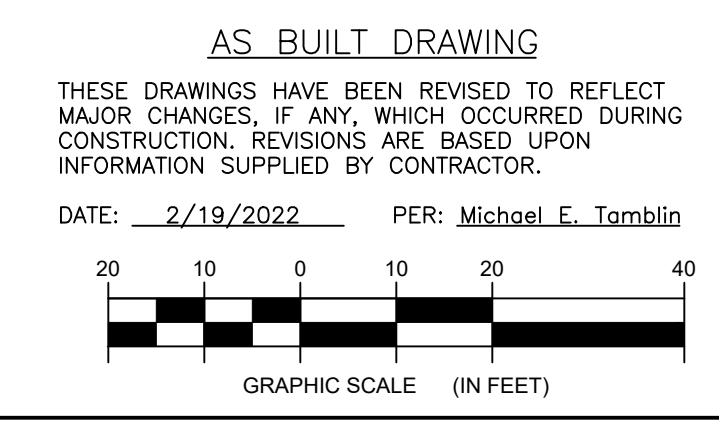 AS BUILT DRAWING
THESE DRAWINGS HAVE BEEN REVISED TO REFLECT
MAJOR CHANGES, IF ANY, WHICH OCCURRED DURING
CONSTRUCTION. REVISIONS ARE BASED UPON
INFORMATION SUPPLIED BY CONTRACTOR.
DATE: 2/19/2022 PER: Michael E. Tamblin
20 10 0 10 20 40
GRAPHIC SCALE (IN FEET)